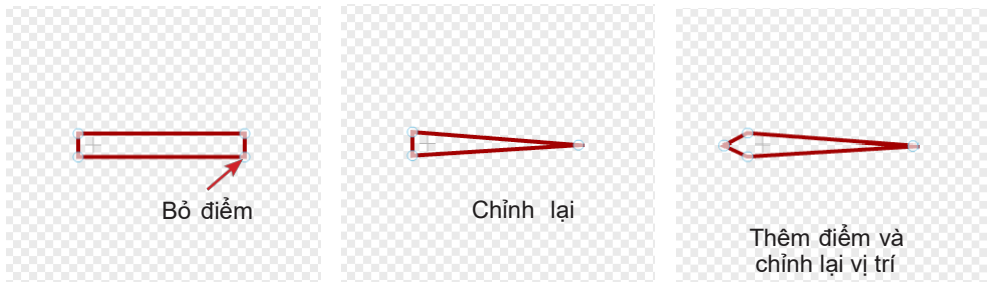 Bỏ điểm
Chỉnh lại
Thêm điểm và
chỉnh lại vị trí